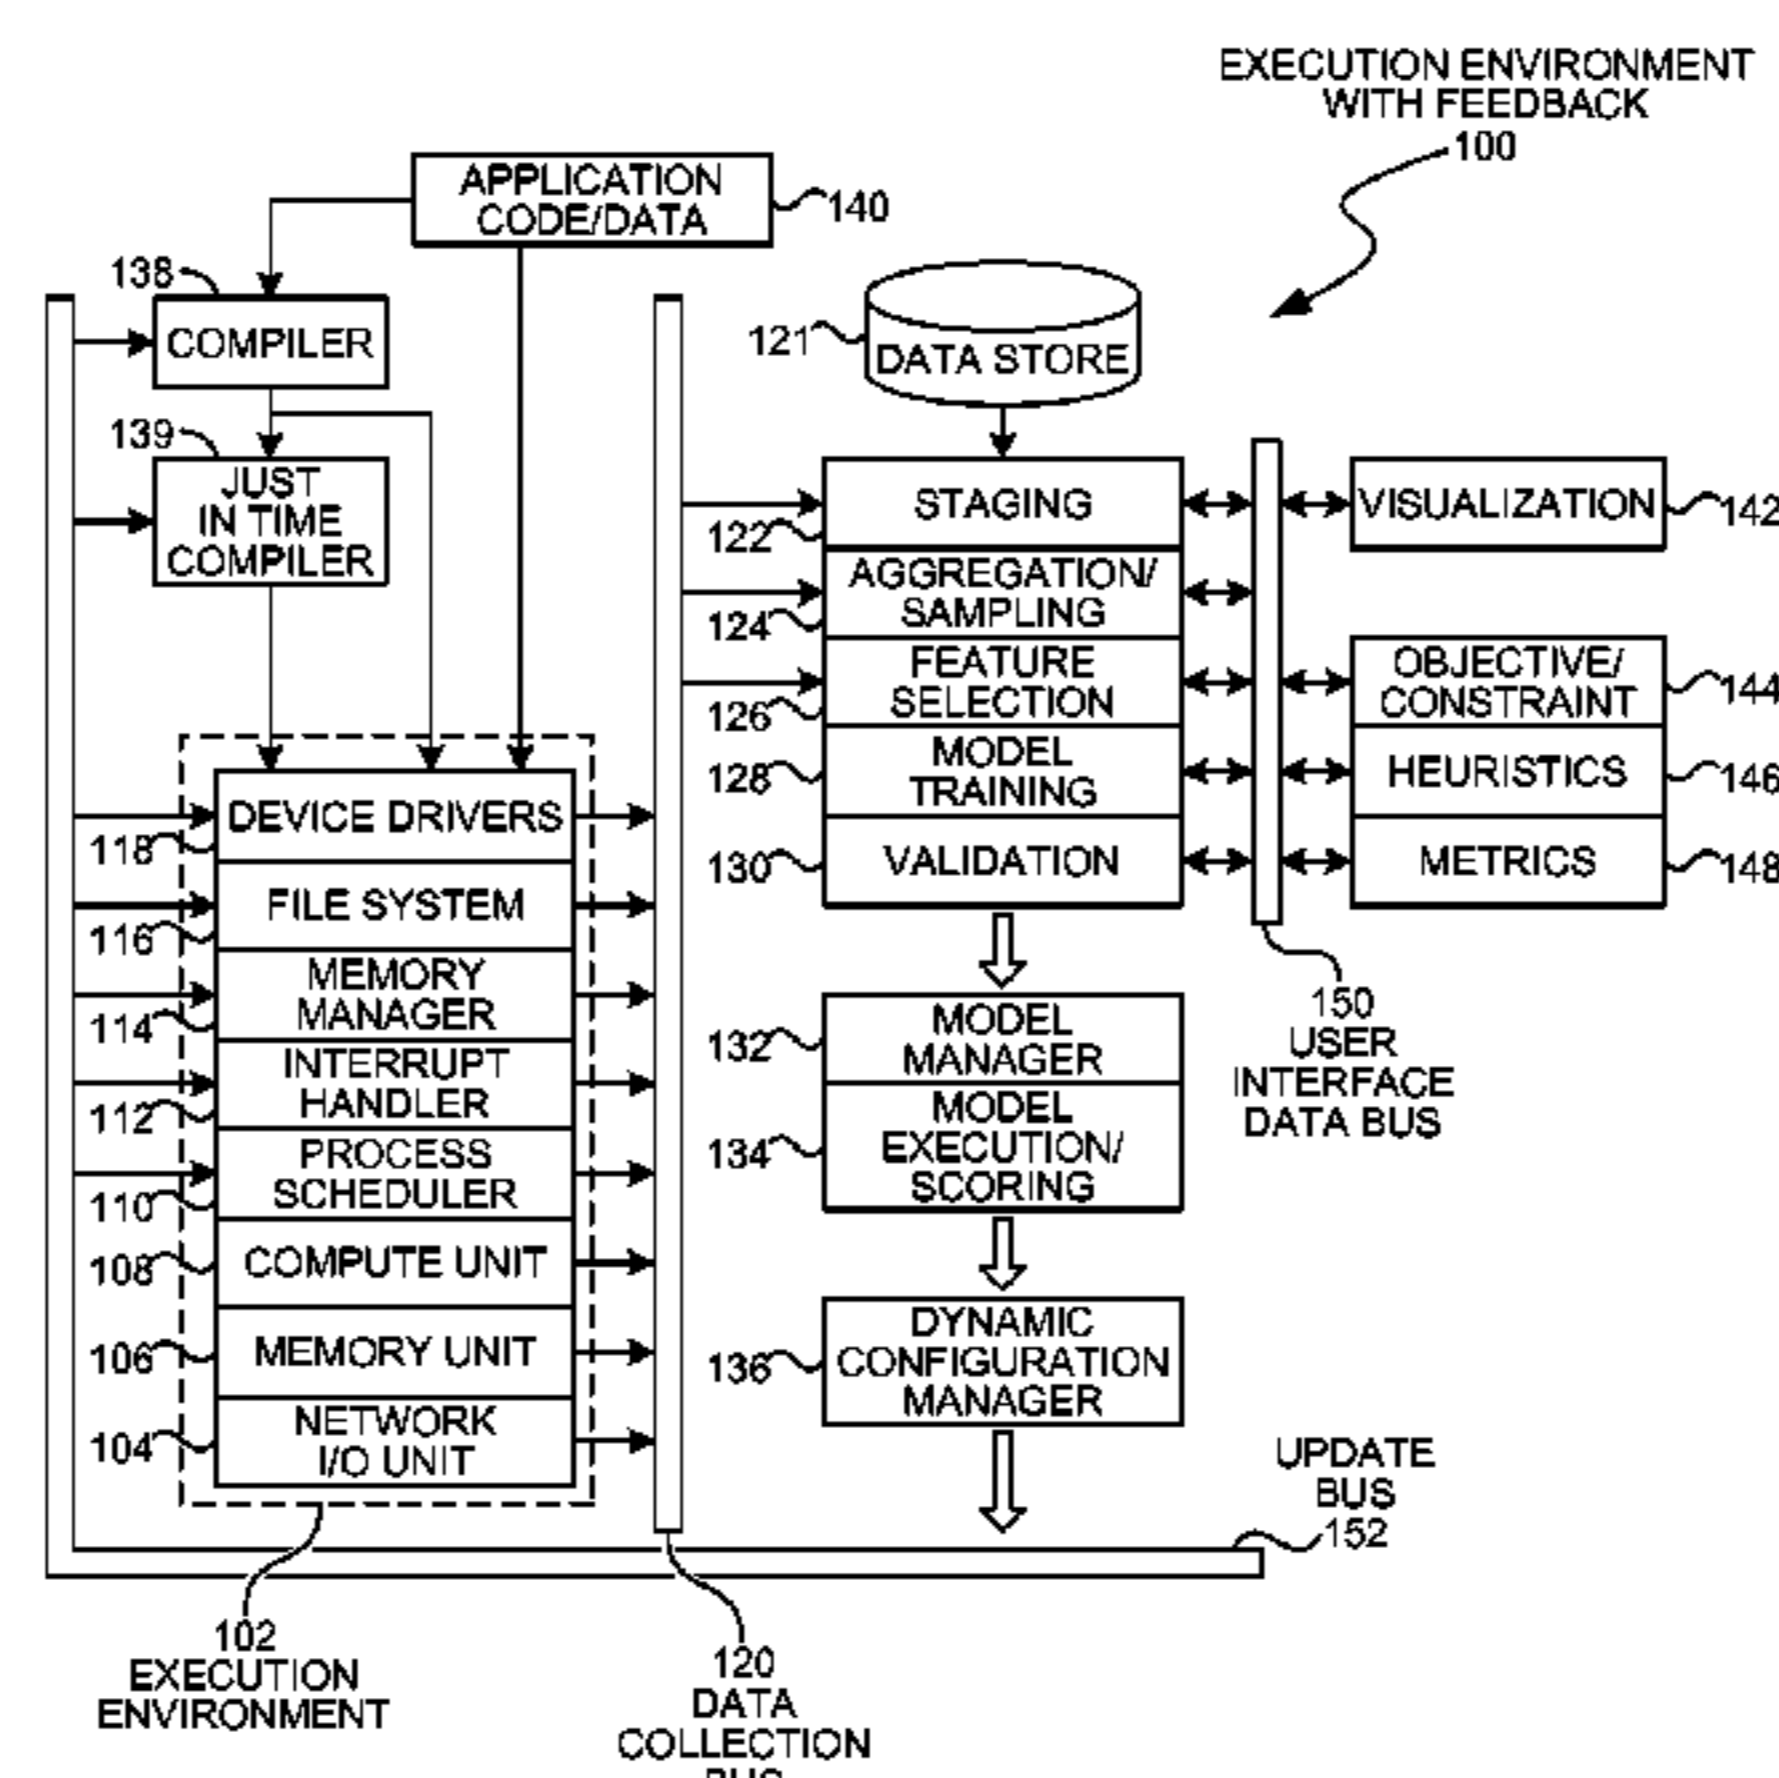 EXECUTION ENVIRONMENT
WITH FEEDBACK
100
APPLICATION
CODE/DATA
140
138
COMPILER
139
JUST
IN TIME
COMPILER
121
DATA STORE
STAGING
122
AGGREGATION/
SAMPLING
124
FEATURE
SELECTION
126
MODEL
TRAINING
128
VALIDATION
130
VISUALIZATION
142
OBJECTIVE/
CONSTRAINT
144
HEURISTICS
146
METRICS
148
150
USER
INTERFACE
DATA BUS
DEVICE DRIVERS
118
FILE SYSTEM
116
MEMORY
MANAGER
114
INTERRUPT
HANDLER
112
PROCESS
SCHEDULER
110
COMPUTE UNIT
108
MEMORY UNIT
106
NETWORK
I/O UNIT
104
MODEL
MANAGER
132
MODEL
EXECUTION/
SCORING
134
DYNAMIC
CONFIGURATION
MANAGER
136
UPDATE
BUS
152
102
EXECUTION
ENVIRONMENT
120
DATA
COLLECTION
BUS